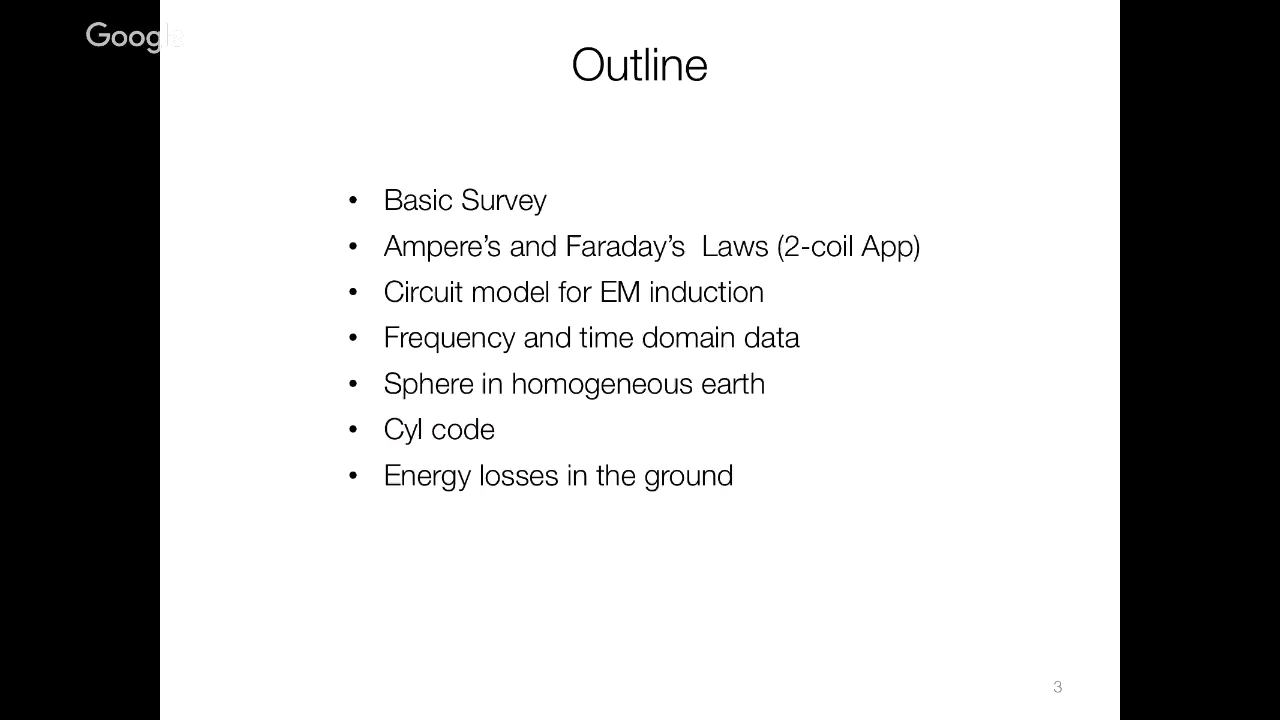 Google
Outline
• Basic Survey
• Ampere’s and Faraday’s  Laws (2-coil App)
• Circuit model for EM induction
• Frequency and time domain data
• Sphere in homogeneous earth
• Cyl code
• Energy losses in the ground
3